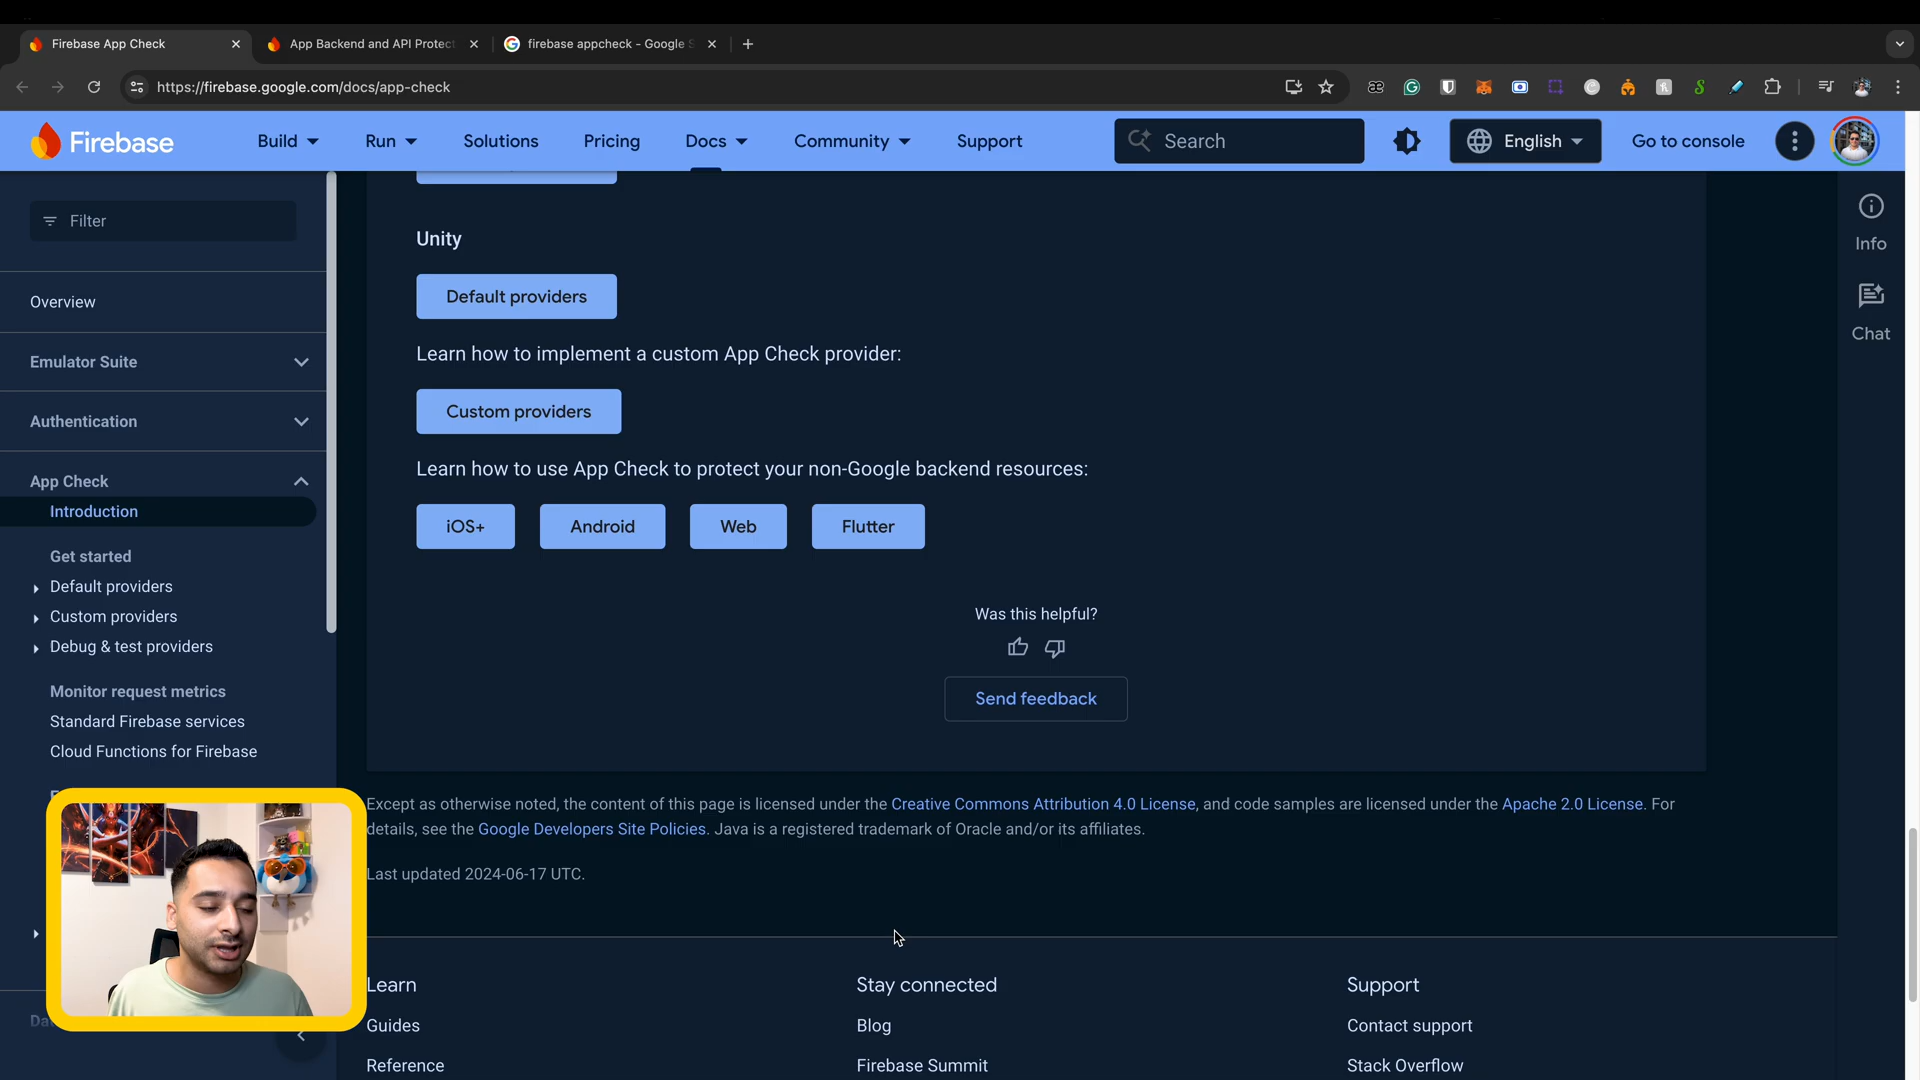 Firebase App Check
App Backend and API Protect
firebase appcheck - Google S
https://firebase.google.com/docs/app-check
Firebase
Build
Run
Solutions
Pricing
Docs
Community
Support
Search
English
Go to console
Filter
Overview
Emulator Suite
Authentication
App Check
Introduction
Get started
Default providers
Custom providers
Debug & test providers
Monitor request metrics
Standard Firebase services
Cloud Functions for Firebase
Unity
Default providers
Learn how to implement a custom App Check provider:
Custom providers
Learn how to use App Check to protect your non-Google backend resources:
iOS+
Android
Web
Flutter
Was this helpful?
Send feedback
Info
Chat
Except as otherwise noted, the content of this page is licensed under the Creative Commons Attribution 4.0 License, and code samples are licensed under the Apache 2.0 License. For
details, see the Google Developers Site Policies. Java is a registered trademark of Oracle and/or its affiliates.
Last updated 2024-06-17 UTC.
Learn
Guides
Reference
Stay connected
Blog
Firebase Summit
Support
Contact support
Stack Overflow